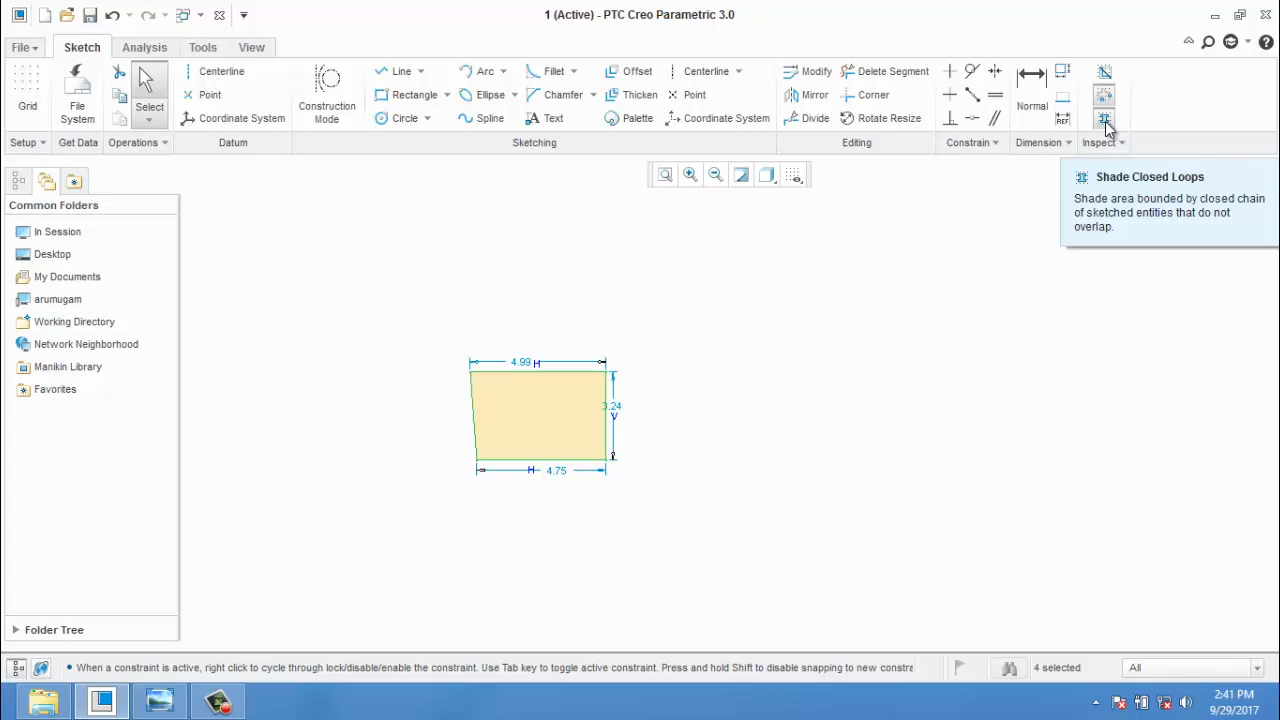 1 (Active) - PTC Creo Parametric 3.0
File Sketch Analysis Tools View
Grid
File System
Select
Centerline
Point
Coordinate System
Construction Mode
Line Arc Fillet Offset Centerline
Rectangle Ellipse Chamfer Thicken Point
Circle Spline Text Palette Coordinate System
Modify Delete Segment
Mirror Corner
Divide Rotate Resize
Normal
REF
Setup Get Data Operations Datum Sketching Editing Constrain Dimension Inspect
Shade Closed Loops
Shade area bounded by closed chain
of sketched entities that do not
overlap.
Common Folders
In Session
Desktop
My Documents
arumugam
Working Directory
Network Neighborhood
Manikin Library
Favorites
4.99 H
3.24
V
H 4.75
Folder Tree
When a constraint is active, right click to cycle through lock/disable/enable the constraint. Use Tab key to toggle active constraint. Press and hold Shift to disable snapping to new constra
4 selected
All
2:41 PM
9/29/2017